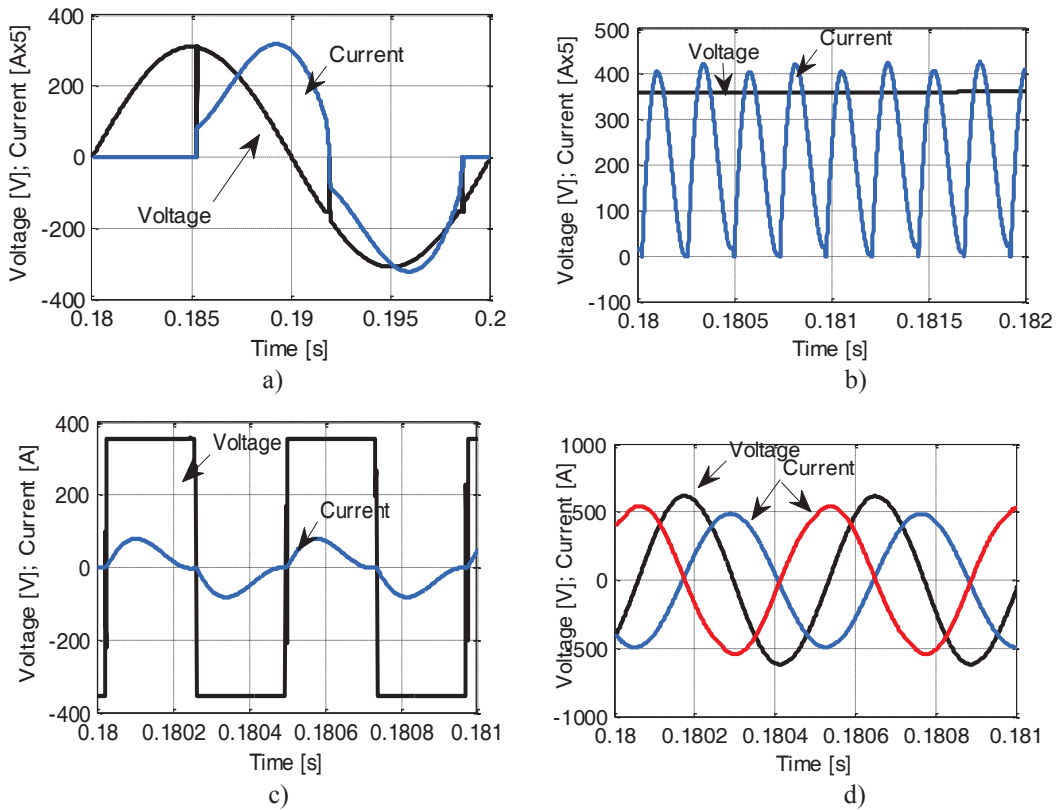 Voltage [V]; Current [Ax5]
400
200
0
-200
-400
Current
Voltage
0.18
0.185
0.19
0.195
0.2
Time [s]
a)
Voltage [V]; Current [Ax5]
500
400
300
200
100
0
-100
Voltage
Current
0.18
0.1805
0.181
0.1815
0.182
Time [s]
b)
Voltage [V]; Current [A]
400
200
0
-200
-400
Voltage
Current
0.18
0.1802
0.1804
0.1806
0.1808
0.181
Time [s]
c)
Voltage [V]; Current [A]
1000
500
0
-500
-1000
Voltage
Current
0.18
0.1802
0.1804
0.1806
0.1808
0.181
Time [s]
d)